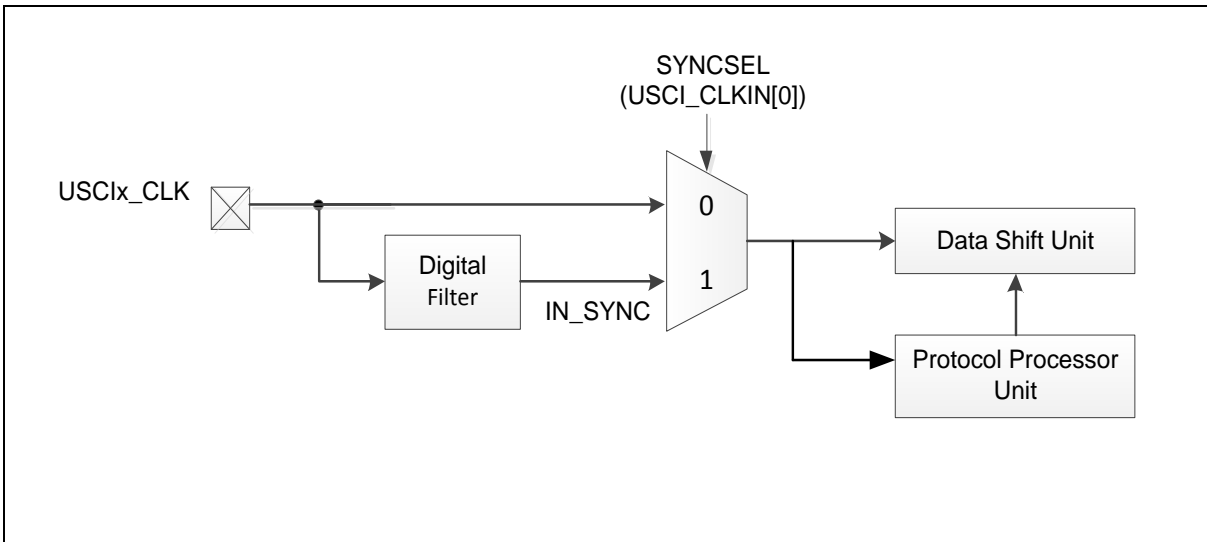 SYNCSEL
(USCI_CLKIN[0])
USCIx_CLK
0
Digital
Filter
IN_SYNC
1
Data Shift Unit
Protocol Processor
Unit